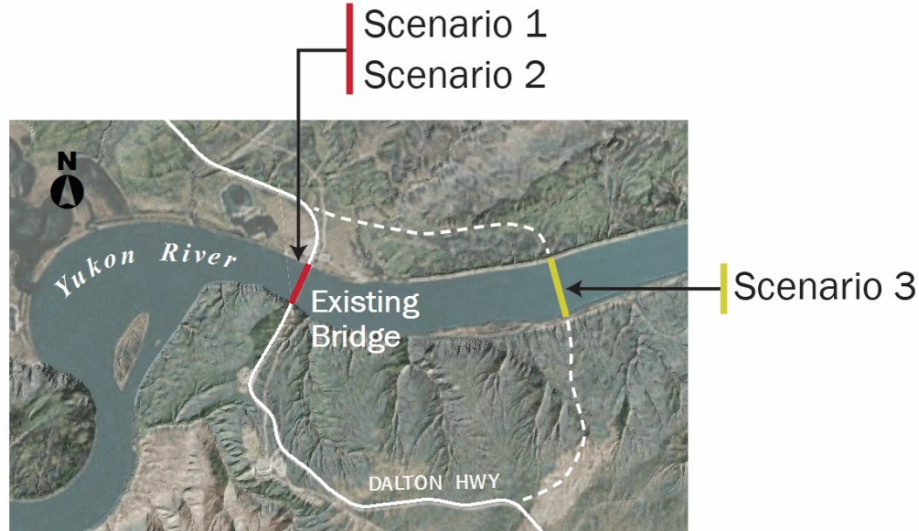 Scenario 1
Scenario 2
N
Yukon River
Existing
Bridge
Scenario 3
DALTON HWY